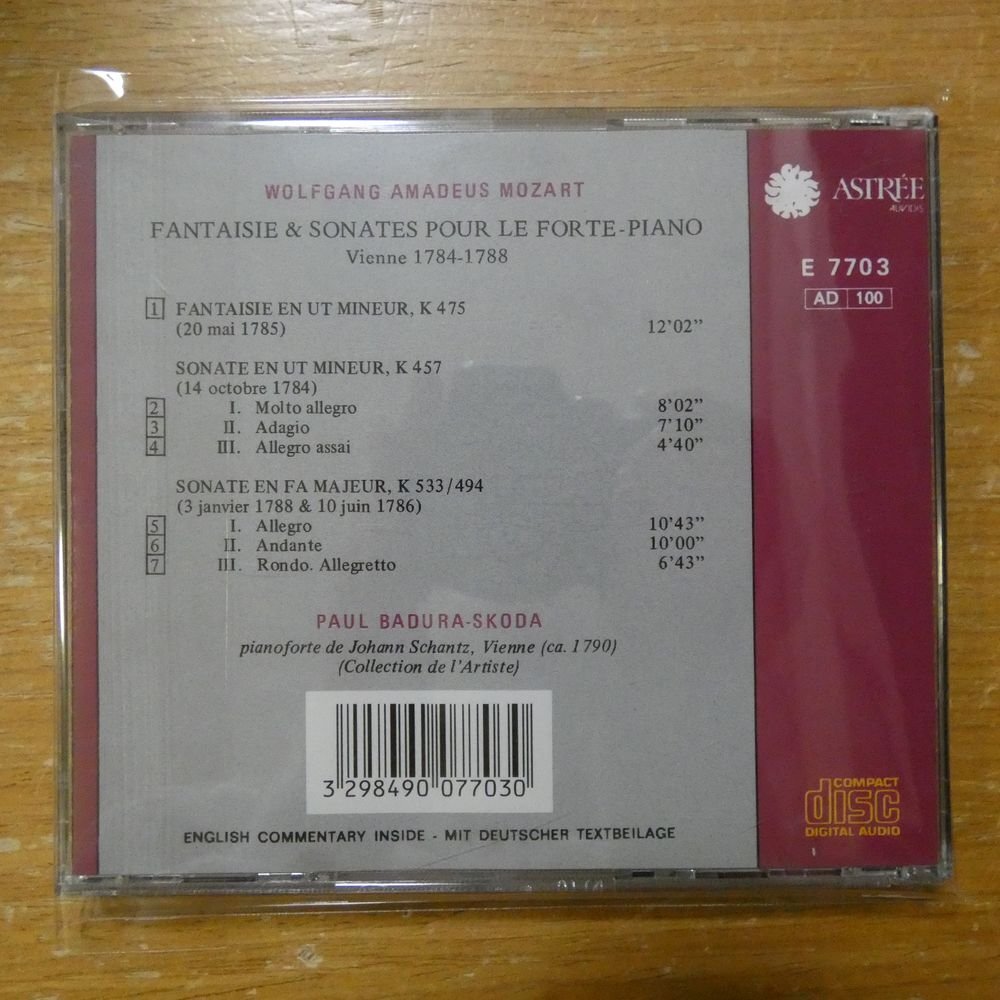 WOLFGANG AMADEUS MOZART
FANTAISIE & SONATES POUR LE FORTE-PIANO
Vienne 1784-1788
1 FANTAISIE EN UT MINEUR, K 475
(20 mai 1785) 12'02"
SONATE EN UT MINEUR, K 457
(14 octobre 1784)
2 I. Molto allegro 8'02"
3 II. Adagio 7'10"
4 III. Allegro assai 4'40"
SONATE EN FA MAJEUR, K 533/494
(3 janvier 1788 & 10 juin 1786)
5 I. Allegro 10'43"
6 II. Andante 10'00"
7 III. Rondo. Allegretto 6'43"
PAUL BADURA-SKODA
pianoforte de Johann Schantz, Vienne (ca. 1790)
(Collection de l'Artiste)
3 298490 077030
ENGLISH COMMENTARY INSIDE - MIT DEUTSCHER TEXTBEILAGE
ASTRÉE
AUVIDIS
E 7703
AD 100
COMPACT
disc
DIGITAL AUDIO